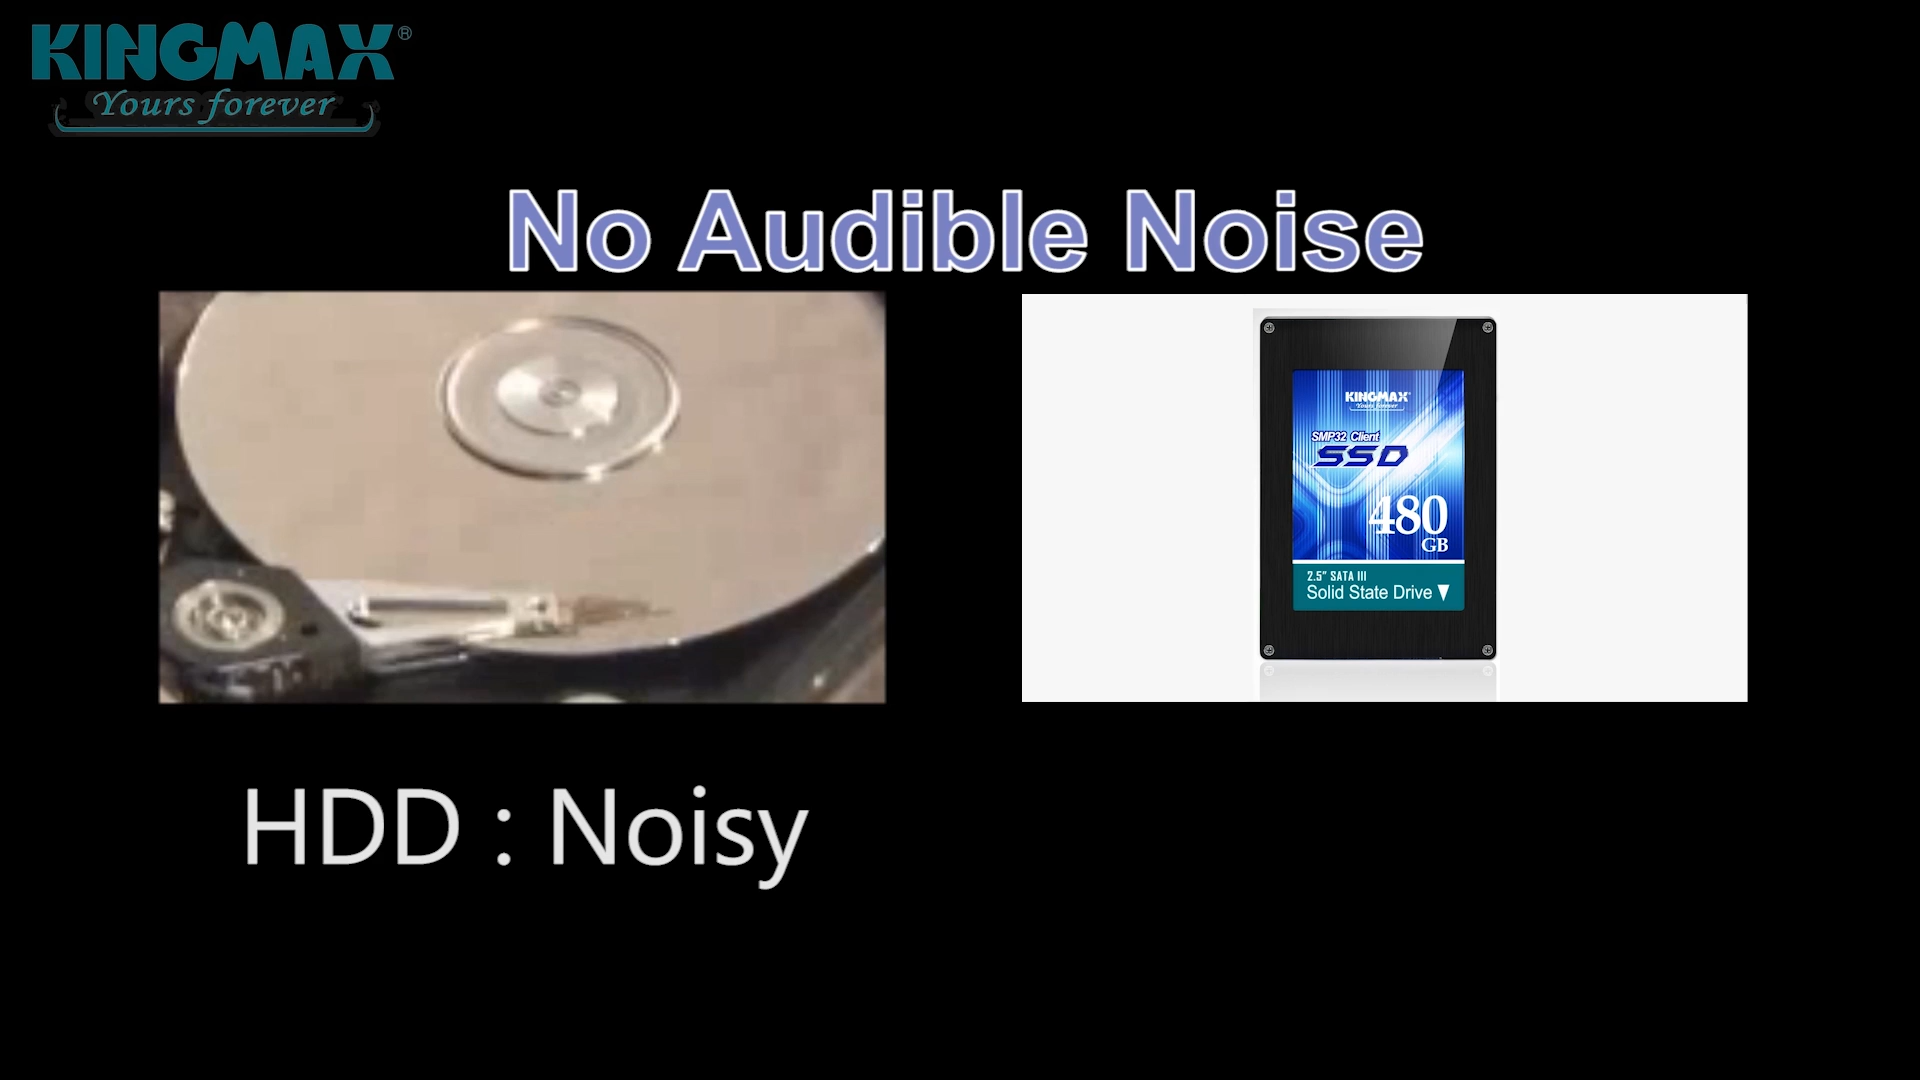 KINGMAX®
Yours forever
No Audible Noise
KINGMAX
Yours forever
SMP32 Client
SSD
480
GB
2.5" SATA III
Solid State Drive ▼
HDD : Noisy